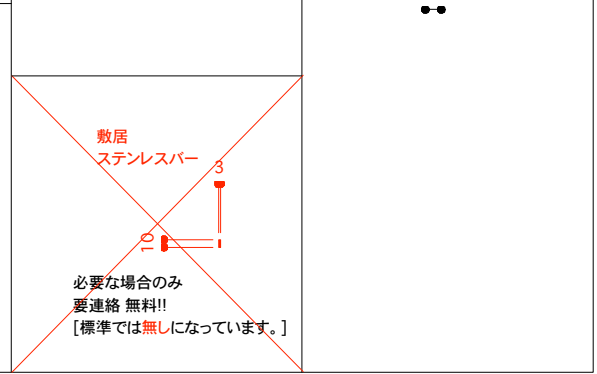 敷居
ステンレスバー
3
10
必要な場合のみ
要連絡 無料!!
[標準では無しになっています。]